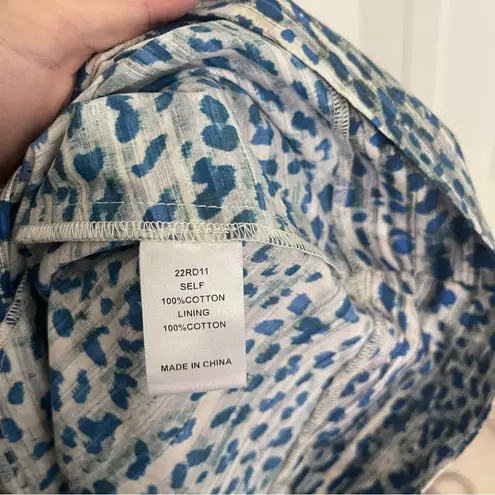 22RD11
SELF
100%COTTON
LINING
100%COTTON
MADE IN CHINA